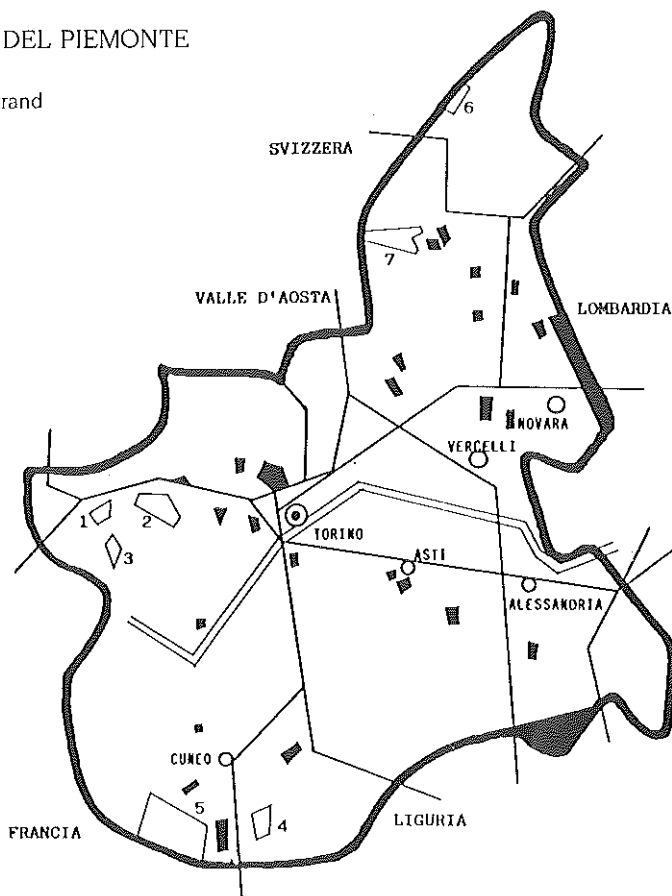 DEL PIEMONTE
rand
6
SVIZZERA
7
VALLE D'AOSTA
LOMBARDIA
NOVARA
VERCELLI
1
2
3
TORINO
ASTI
ALESSANDRIA
CUNEO
5
4
FRANCIA
LIGURIA